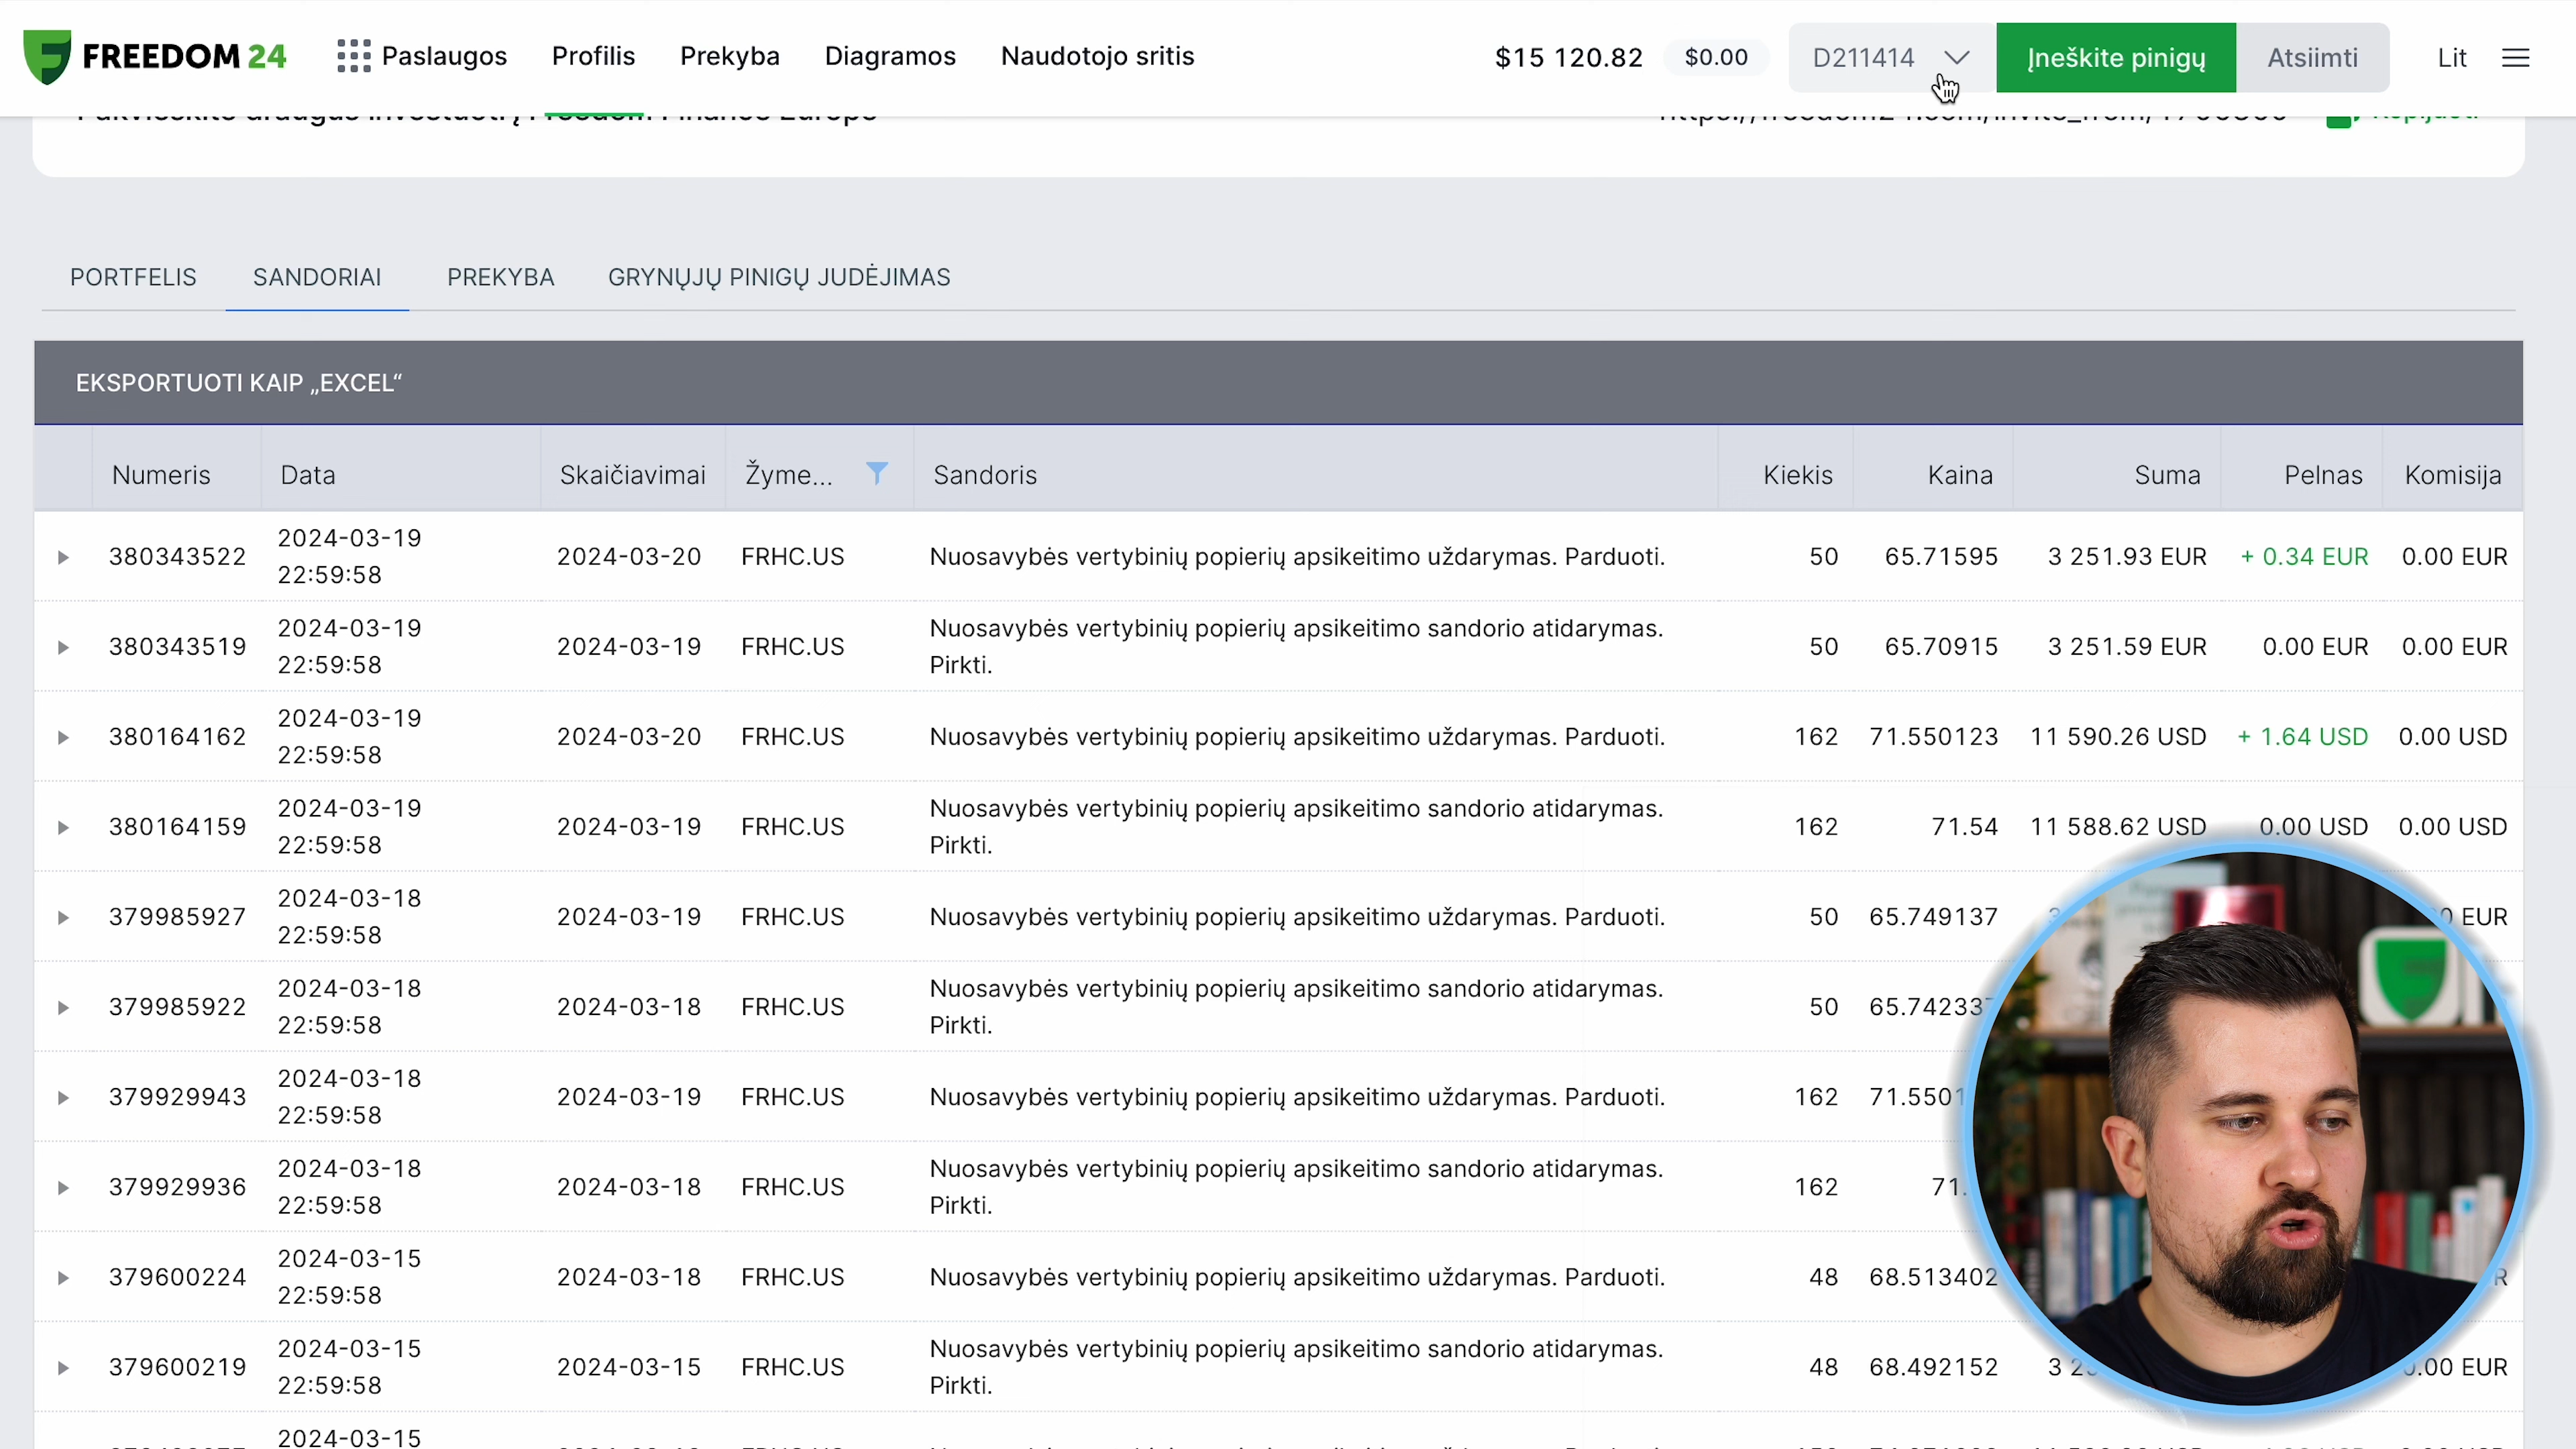 FREEDOM 24 Paslaugos Profilis Prekyba Diagramos Naudotojo sritis $15 120.82 $0.00 D211414 Įneškite pinigų Atsiimti Lit
PORTFELIS SANDORIAI PREKYBA GRYNŲJŲ PINIGŲ JUDĖJIMAS
EKSPORTUOTI KAIP „EXCEL“
Numeris Data Skaičiavimai Žyme... Sandoris Kiekis Kaina Suma Pelnas Komisija
380343522 2024-03-19 22:59:58 2024-03-20 FRHC.US Nuosavybės vertybinių popierių apsikeitimo uždarymas. Parduoti. 50 65.71595 3 251.93 EUR + 0.34 EUR 0.00 EUR
380343519 2024-03-19 22:59:58 2024-03-19 FRHC.US Nuosavybės vertybinių popierių apsikeitimo sandorio atidarymas. Pirkti. 50 65.70915 3 251.59 EUR 0.00 EUR 0.00 EUR
380164162 2024-03-19 22:59:58 2024-03-20 FRHC.US Nuosavybės vertybinių popierių apsikeitimo uždarymas. Parduoti. 162 71.550123 11 590.26 USD + 1.64 USD 0.00 USD
380164159 2024-03-19 22:59:58 2024-03-19 FRHC.US Nuosavybės vertybinių popierių apsikeitimo sandorio atidarymas. Pirkti. 162 71.54 11 588.62 USD 0.00 USD 0.00 USD
379985927 2024-03-18 22:59:58 2024-03-19 FRHC.US Nuosavybės vertybinių popierių apsikeitimo uždarymas. Parduoti. 50 65.749137 EUR
379985922 2024-03-18 22:59:58 2024-03-18 FRHC.US Nuosavybės vertybinių popierių apsikeitimo sandorio atidarymas. Pirkti. 50 65.742337
379929943 2024-03-18 22:59:58 2024-03-19 FRHC.US Nuosavybės vertybinių popierių apsikeitimo uždarymas. Parduoti. 162
379929936 2024-03-18 22:59:58 2024-03-18 FRHC.US Nuosavybės vertybinių popierių apsikeitimo sandorio atidarymas. Pirkti. 162
379600224 2024-03-15 22:59:58 2024-03-18 FRHC.US Nuosavybės vertybinių popierių apsikeitimo uždarymas. Parduoti. 48 68.513402
379600219 2024-03-15 22:59:58 2024-03-15 FRHC.US Nuosavybės vertybinių popierių apsikeitimo sandorio atidarymas. Pirkti. 48 68.492152 EUR
2024-03-15